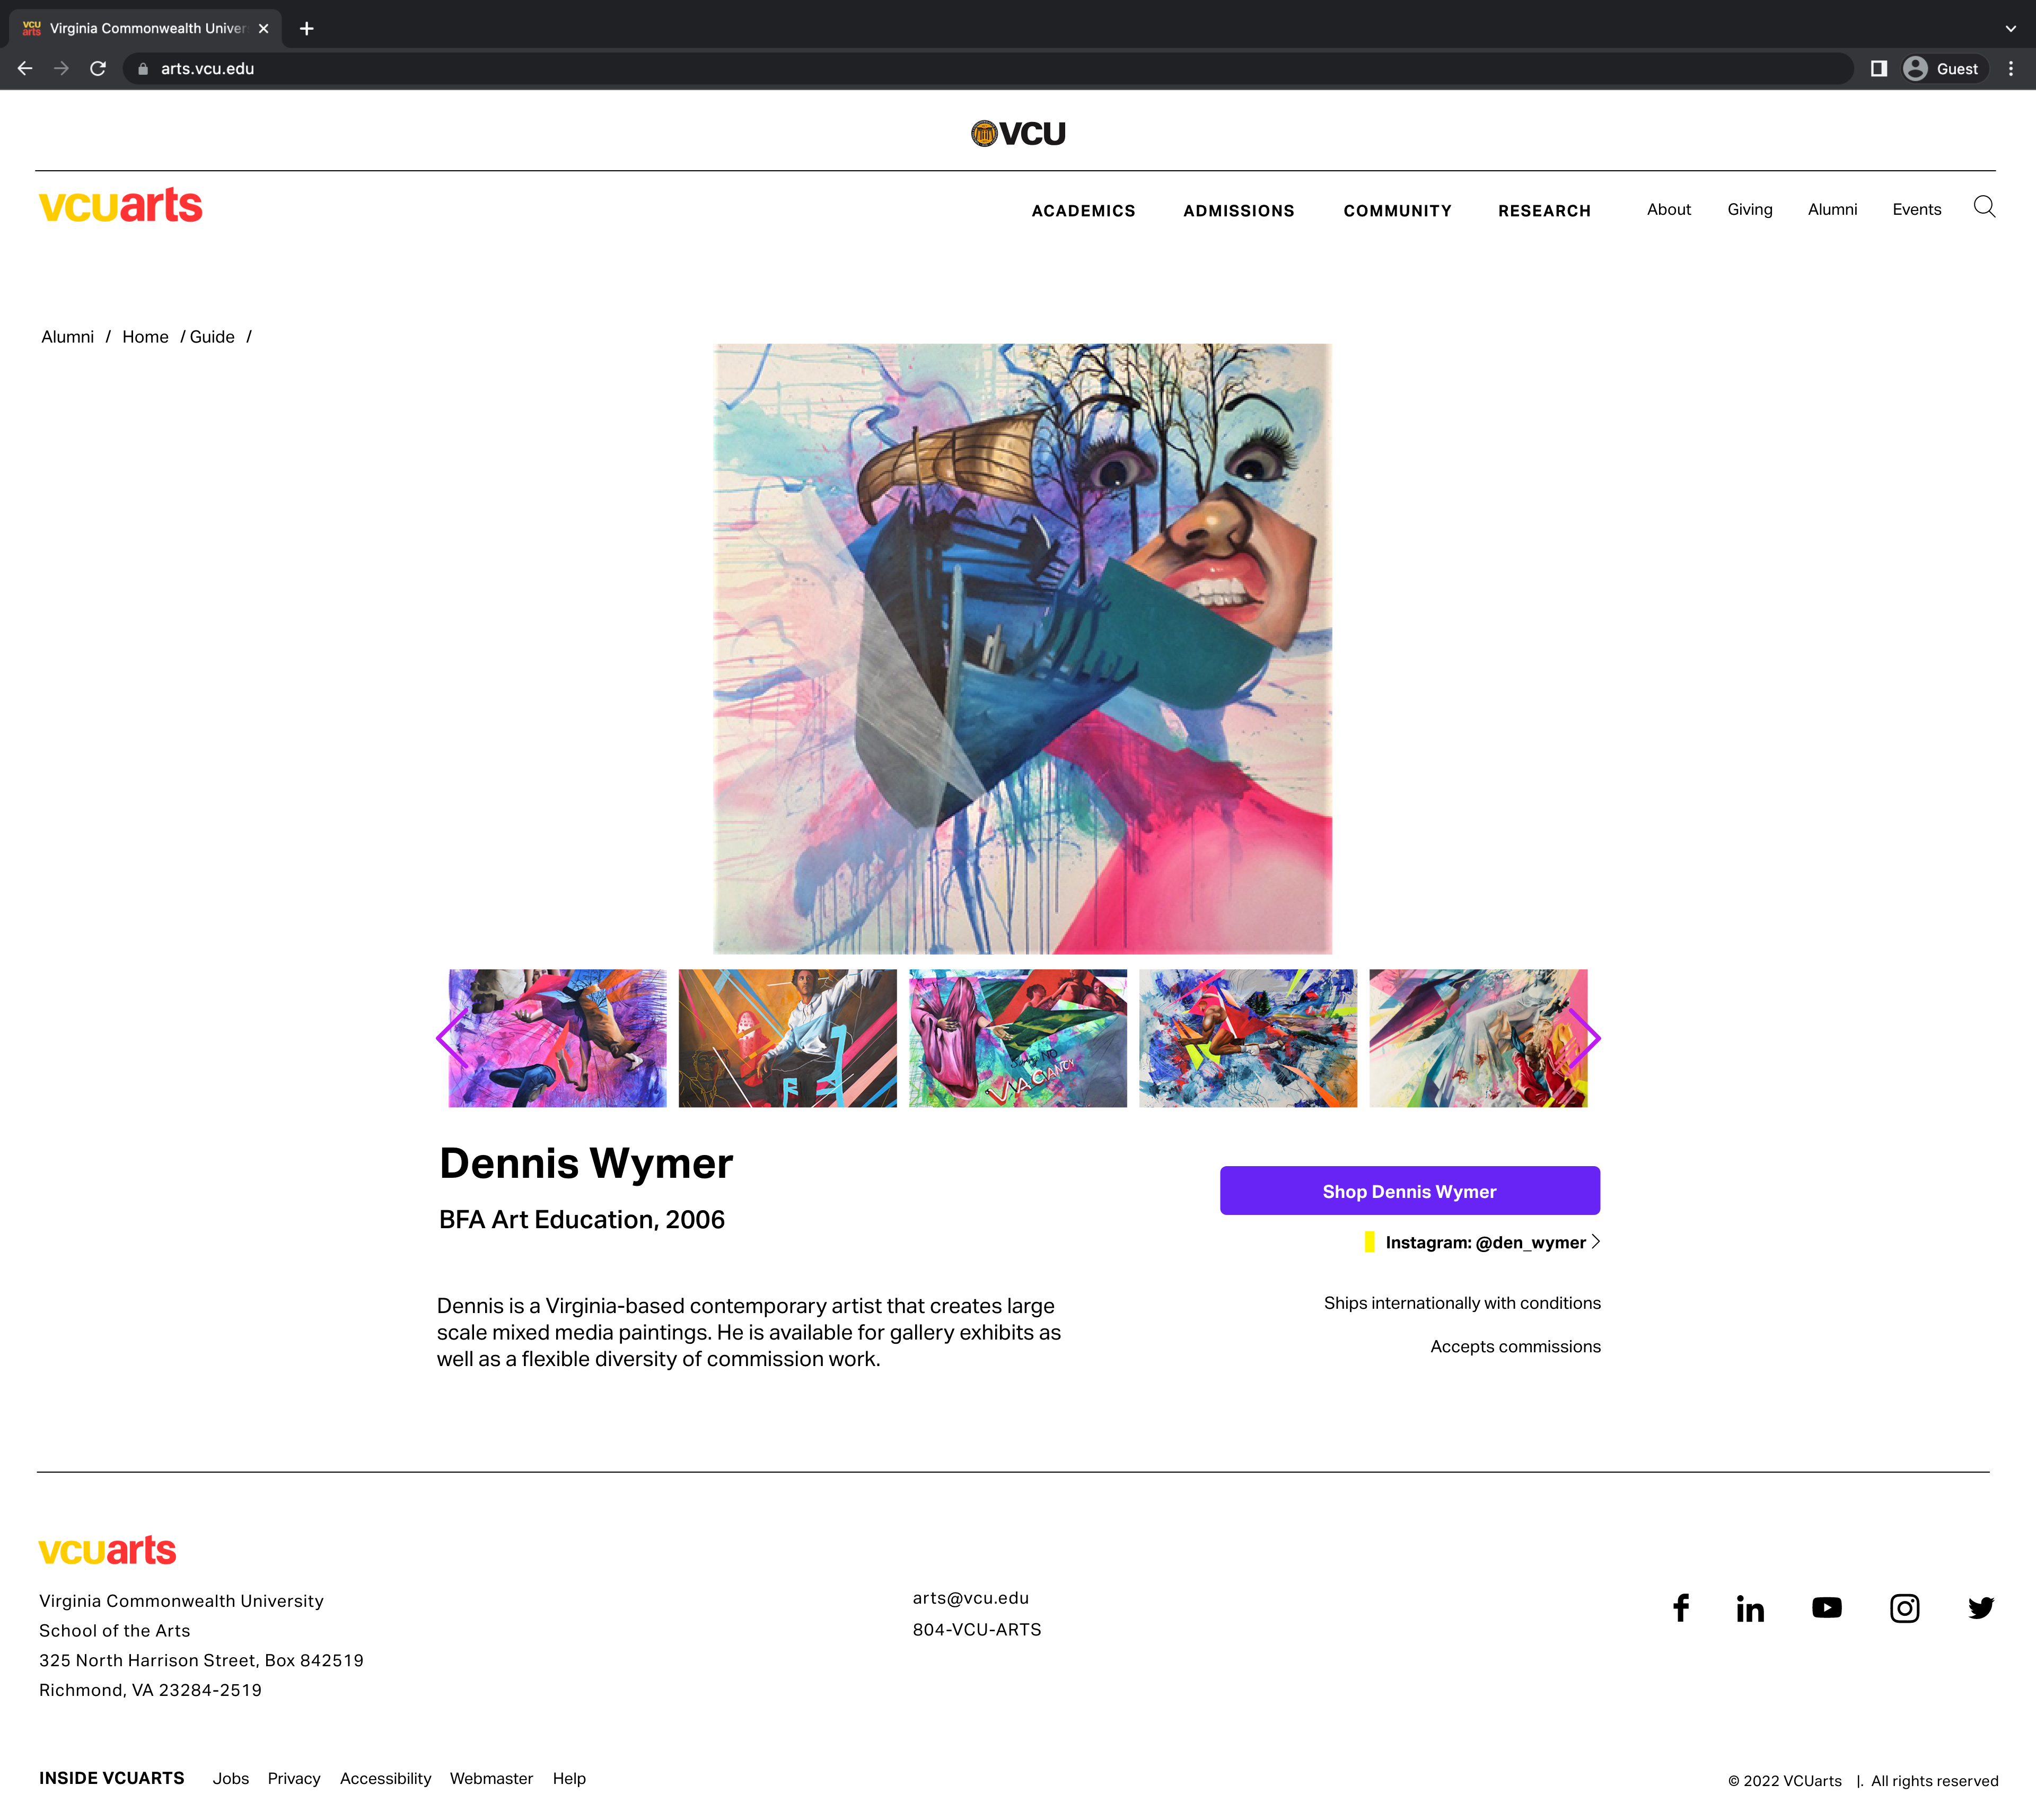 VCU arts Virginia Commonwealth Univer
arts.vcu.edu
Guest
VCU
vcuarts
ACADEMICS ADMISSIONS COMMUNITY RESEARCH About Giving Alumni Events
Alumni / Home / Guide /
VACANCY
Dennis Wymer
BFA Art Education, 2006
Shop Dennis Wymer
Instagram: @den_wymer
Dennis is a Virginia-based contemporary artist that creates large
scale mixed media paintings. He is available for gallery exhibits as
well as a flexible diversity of commission work.
Ships internationally with conditions
Accepts commissions
vcuarts
Virginia Commonwealth University
School of the Arts
325 North Harrison Street, Box 842519
Richmond, VA 23284-2519
arts@vcu.edu
804-VCU-ARTS
f in
INSIDE VCUARTS Jobs Privacy Accessibility Webmaster Help
© 2022 VCUarts |. All rights reserved